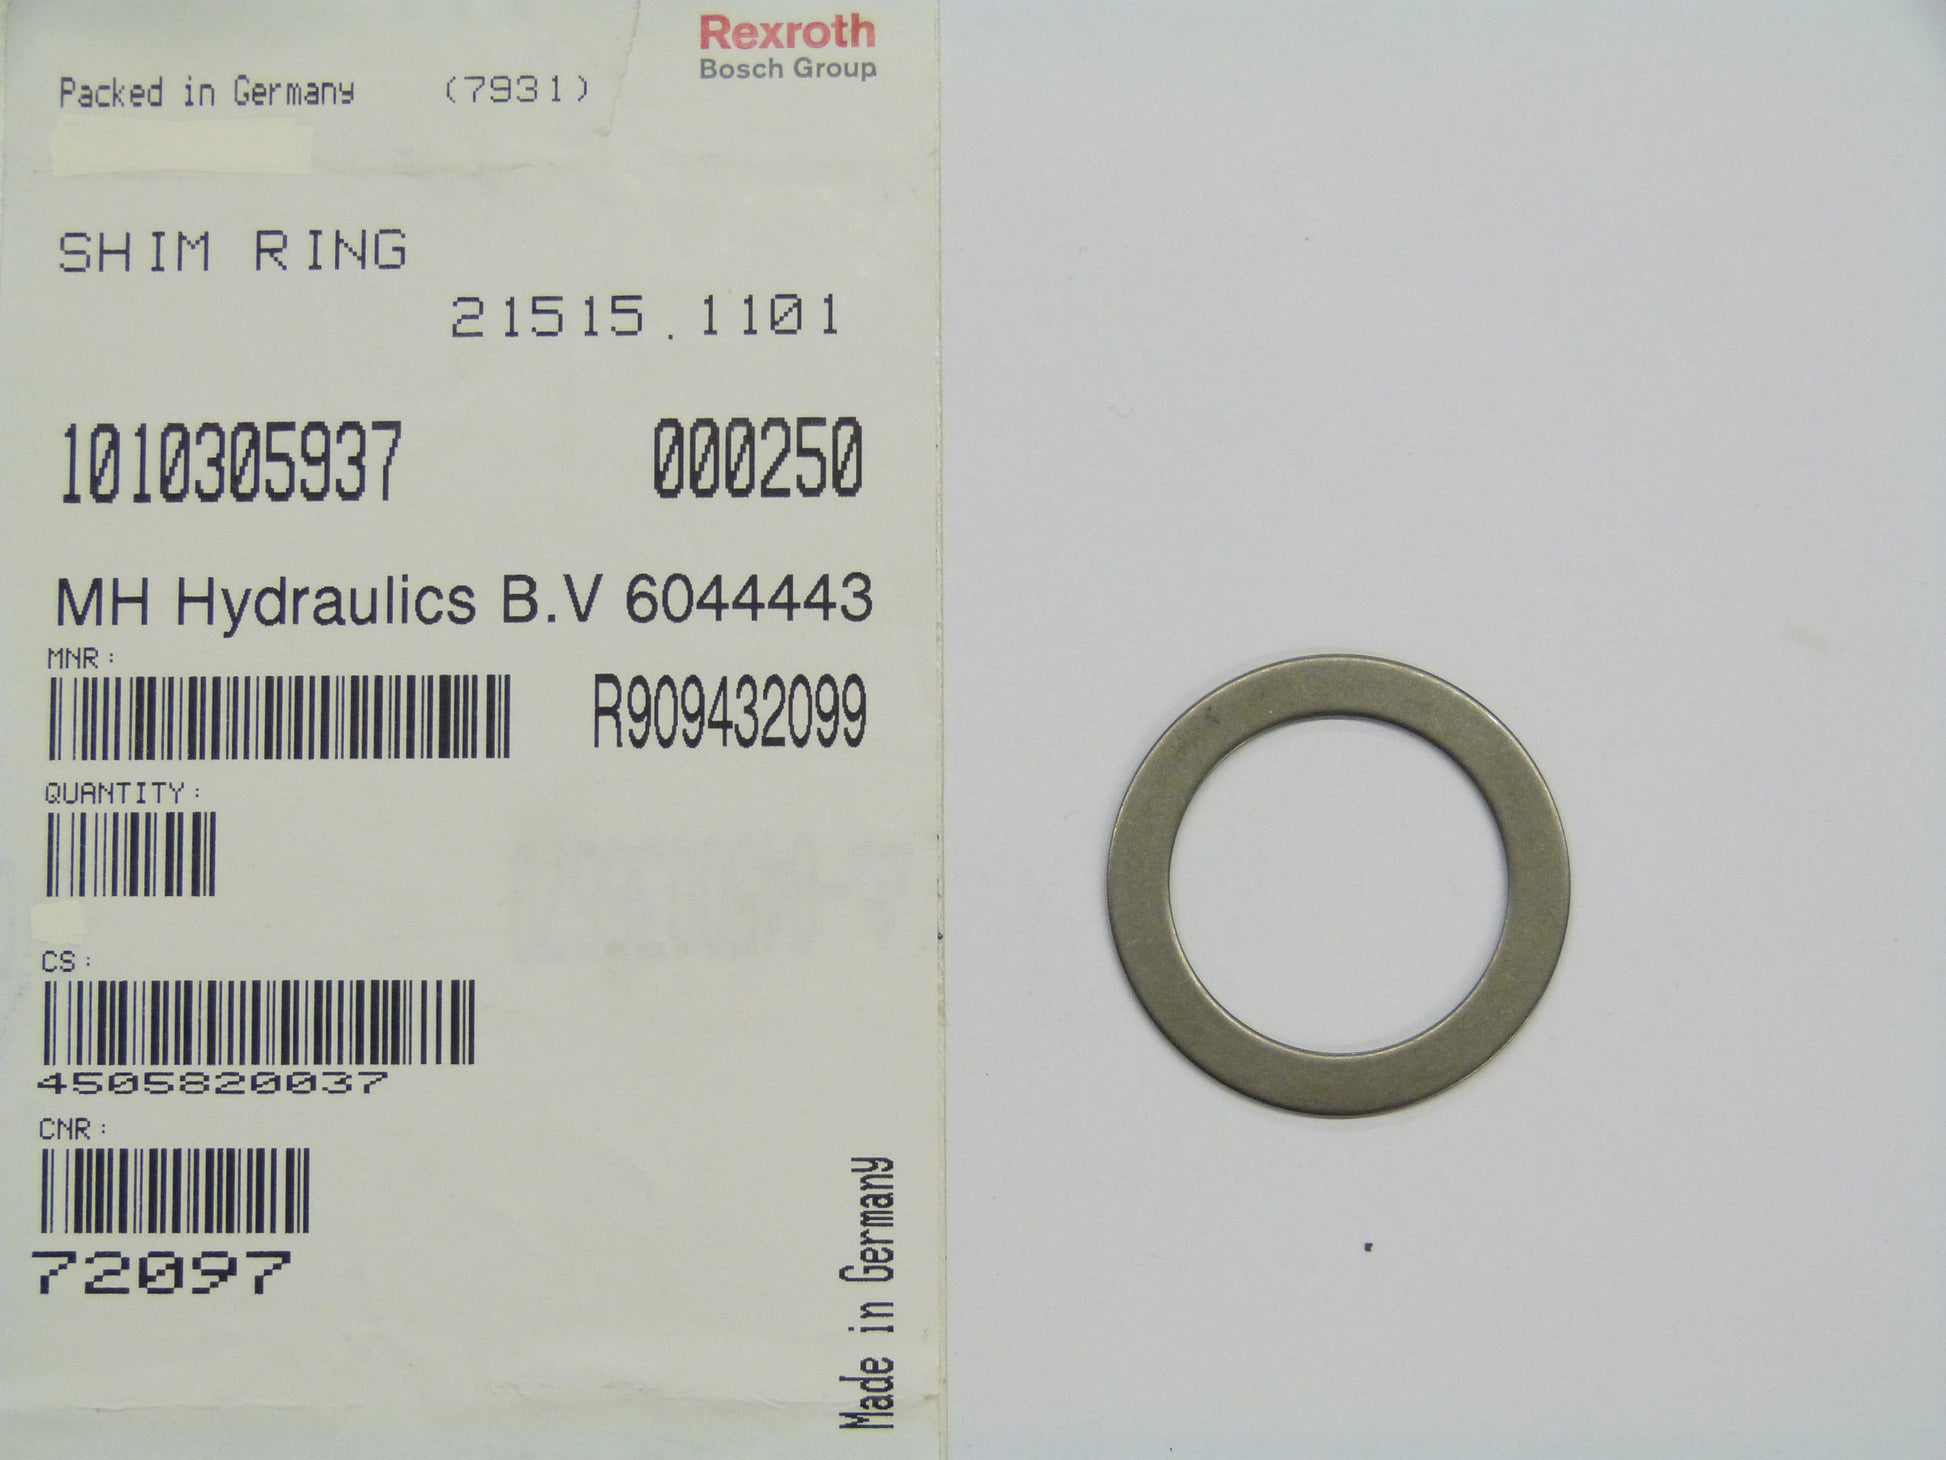 Rexroth
Bosch Group
Packed in Germany (7931)
SHIM RING
21515.1101
1010305937 000250
MH Hydraulics B.V 6044443
MNR:
R909432099
QUANTITY:
CS:
4505820037
CNR:
72097
Made in Germany